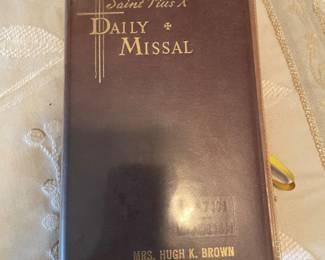 Saint Pius X
DAILY ✠ MISSAL
MRS. HUGH K. BROWN